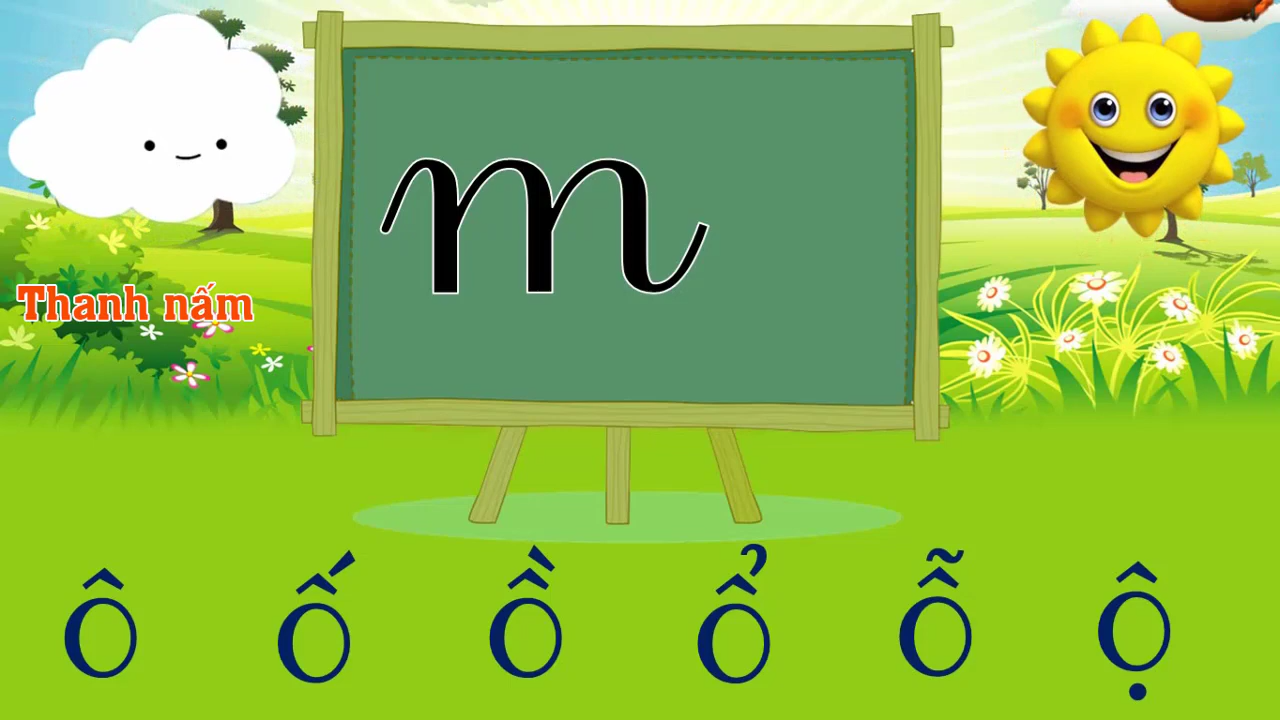 m
Thanh nấm
ô ố ồ ổ ỗ ộ